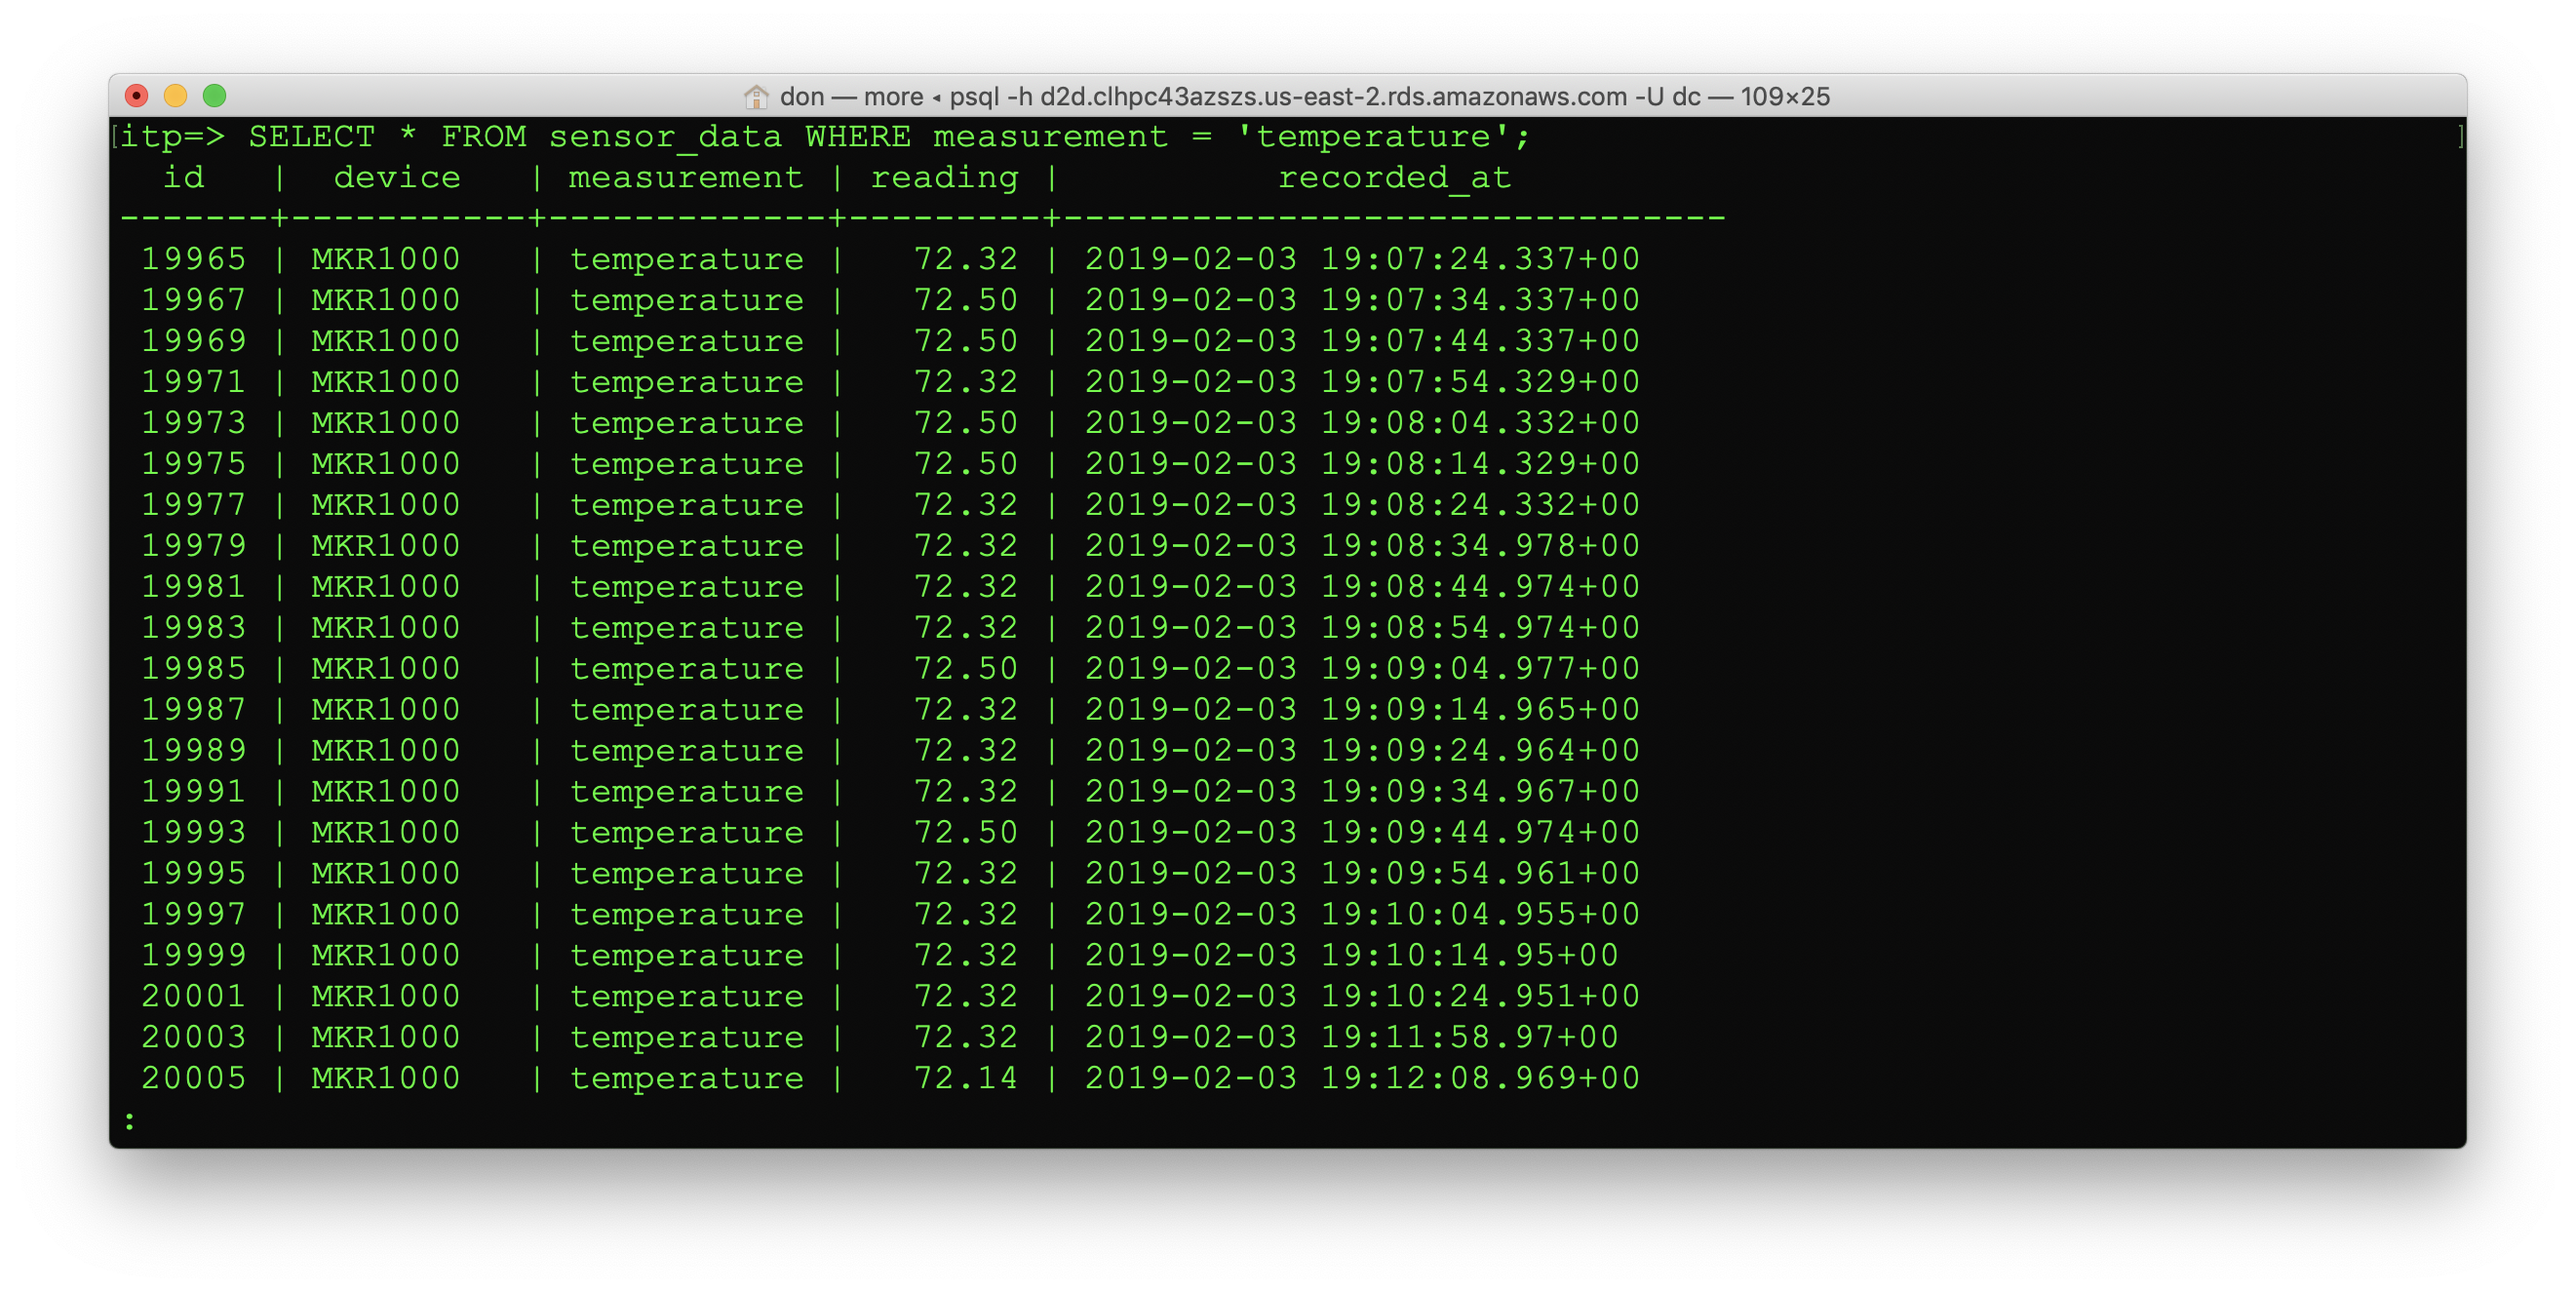 don — more ◂ psql -h d2d.clhpc43azszs.us-east-2.rds.amazonaws.com -U dc — 109×25
[itp=> SELECT * FROM sensor_data WHERE measurement = 'temperature'; ]
  id   |  device   | measurement | reading |          recorded_at
-------+-----------+-------------+---------+-------------------------------
 19965 | MKR1000   | temperature |   72.32 | 2019-02-03 19:07:24.337+00
 19967 | MKR1000   | temperature |   72.50 | 2019-02-03 19:07:34.337+00
 19969 | MKR1000   | temperature |   72.50 | 2019-02-03 19:07:44.337+00
 19971 | MKR1000   | temperature |   72.32 | 2019-02-03 19:07:54.329+00
 19973 | MKR1000   | temperature |   72.50 | 2019-02-03 19:08:04.332+00
 19975 | MKR1000   | temperature |   72.50 | 2019-02-03 19:08:14.329+00
 19977 | MKR1000   | temperature |   72.32 | 2019-02-03 19:08:24.332+00
 19979 | MKR1000   | temperature |   72.32 | 2019-02-03 19:08:34.978+00
 19981 | MKR1000   | temperature |   72.32 | 2019-02-03 19:08:44.974+00
 19983 | MKR1000   | temperature |   72.32 | 2019-02-03 19:08:54.974+00
 19985 | MKR1000   | temperature |   72.50 | 2019-02-03 19:09:04.977+00
 19987 | MKR1000   | temperature |   72.32 | 2019-02-03 19:09:14.965+00
 19989 | MKR1000   | temperature |   72.32 | 2019-02-03 19:09:24.964+00
 19991 | MKR1000   | temperature |   72.32 | 2019-02-03 19:09:34.967+00
 19993 | MKR1000   | temperature |   72.50 | 2019-02-03 19:09:44.974+00
 19995 | MKR1000   | temperature |   72.32 | 2019-02-03 19:09:54.961+00
 19997 | MKR1000   | temperature |   72.32 | 2019-02-03 19:10:04.955+00
 19999 | MKR1000   | temperature |   72.32 | 2019-02-03 19:10:14.95+00
 20001 | MKR1000   | temperature |   72.32 | 2019-02-03 19:10:24.951+00
 20003 | MKR1000   | temperature |   72.32 | 2019-02-03 19:11:58.97+00
 20005 | MKR1000   | temperature |   72.14 | 2019-02-03 19:12:08.969+00
: